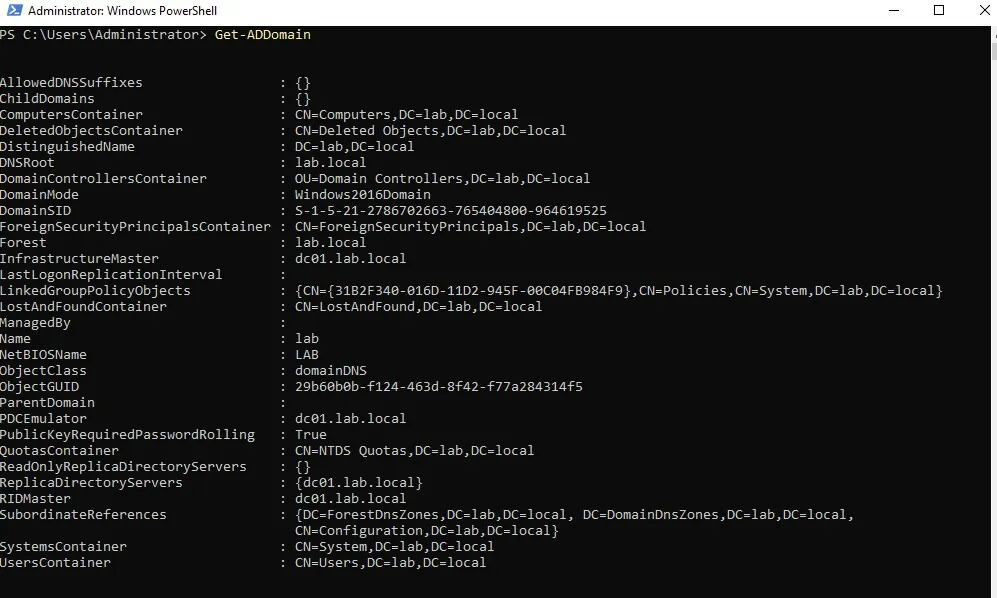 Administrator: Windows PowerShell
PS C:\Users\Administrator> Get-ADDomain
AllowedDNSSuffixes : {}
ChildDomains : {}
ComputersContainer : CN=Computers,DC=lab,DC=local
DeletedObjectsContainer : CN=Deleted Objects,DC=lab,DC=local
DistinguishedName : DC=lab,DC=local
DNSRoot : lab.local
DomainControllersContainer : OU=Domain Controllers,DC=lab,DC=local
DomainMode : Windows2016Domain
DomainSID : S-1-5-21-2786702663-765404800-964619525
ForeignSecurityPrincipalsContainer : CN=ForeignSecurityPrincipals,DC=lab,DC=local
Forest : lab.local
InfrastructureMaster : dc01.lab.local
LastLogonReplicationInterval :
LinkedGroupPolicyObjects : {CN={31B2F340-016D-11D2-945F-00C04FB984F9},CN=Policies,CN=System,DC=lab,DC=local}
LostAndFoundContainer : CN=LostAndFound,DC=lab,DC=local
ManagedBy :
Name : lab
NetBIOSName : LAB
ObjectClass : domainDNS
ObjectGUID : 29b60b0b-f124-463d-8f42-f77a284314f5
ParentDomain :
PDCEmulator : dc01.lab.local
PublicKeyRequiredPasswordRolling : True
QuotasContainer : CN=NTDS Quotas,DC=lab,DC=local
ReadOnlyReplicaDirectoryServers : {}
ReplicaDirectoryServers : {dc01.lab.local}
RIDMaster : dc01.lab.local
SubordinateReferences : {DC=ForestDnsZones,DC=lab,DC=local, DC=DomainDnsZones,DC=lab,DC=local,
CN=Configuration,DC=lab,DC=local}
SystemsContainer : CN=System,DC=lab,DC=local
UsersContainer : CN=Users,DC=lab,DC=local